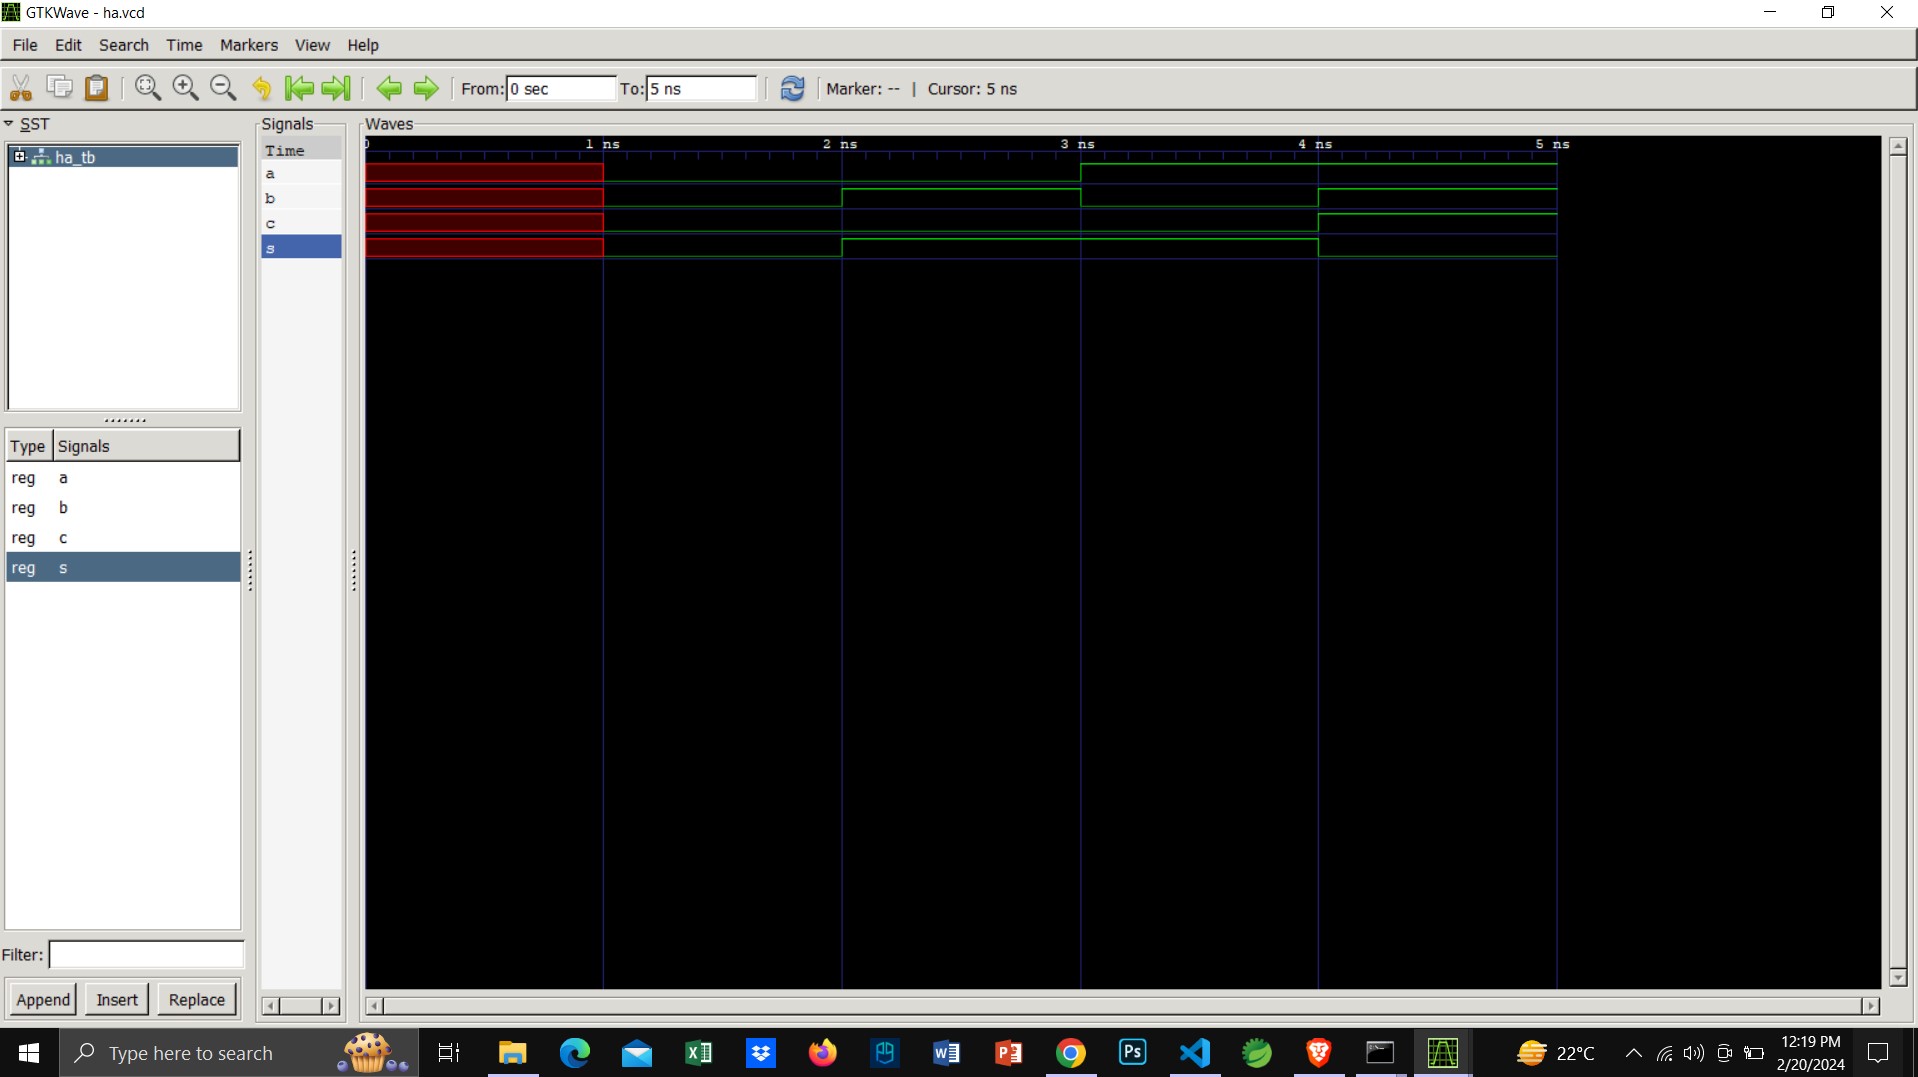 GTKWave - ha.vcd
File Edit Search Time Markers View Help
From: 0 sec To: 5 ns Marker: -- | Cursor: 5 ns
SST
ha_tb
Type Signals
reg a
reg b
reg c
reg s
Filter:
Append Insert Replace
Signals
Time
a
b
c
s
Waves
0 1 ns 2 ns 3 ns 4 ns 5 ns
Type here to search
22°C
12:19 PM
2/20/2024